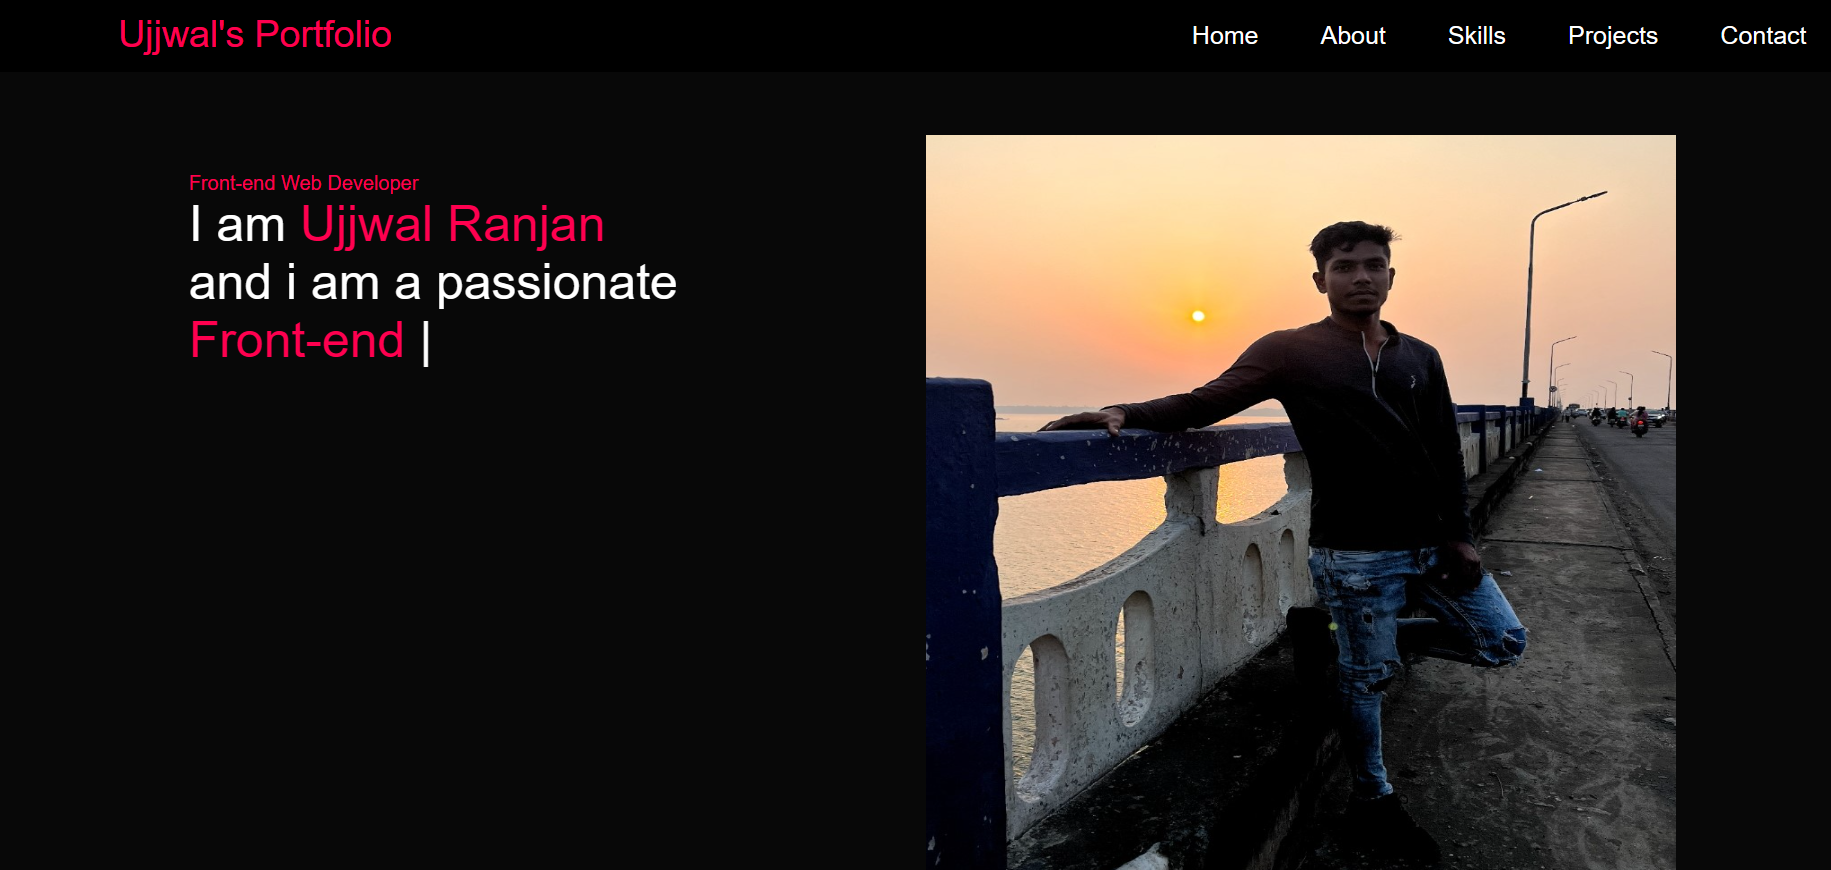 Ujjwal's Portfolio
Home About Skills Projects Contact
Front-end Web Developer
I am Ujjwal Ranjan
and i am a passionate
Front-end |